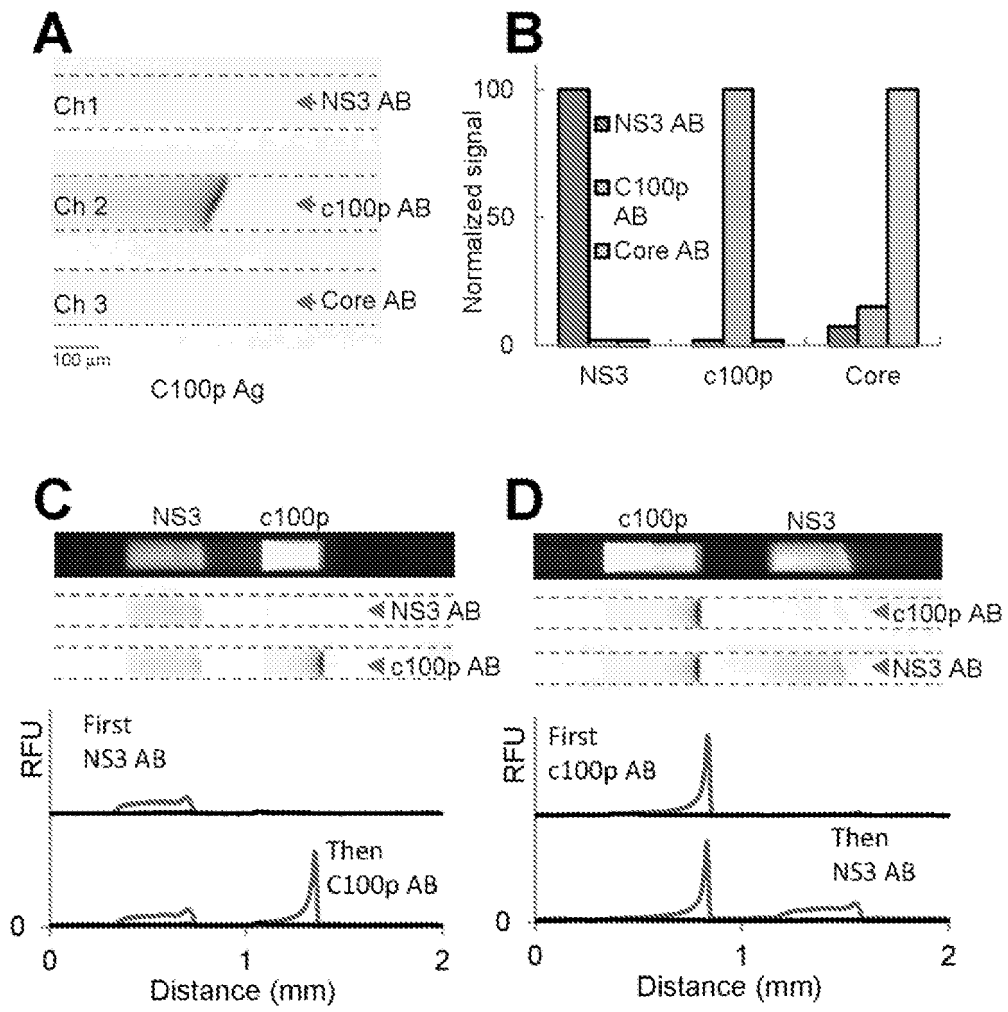 A
Ch1
NS3 AB
Ch 2
c100p AB
Ch 3
Core AB
100 µm
C100p Ag
B
Normalized signal
100
50
0
NS3 AB
C100p
AB
Core AB
NS3
c100p
Core
C
NS3
c100p
NS3 AB
c100p AB
RFU
First
NS3 AB
Then
C100p AB
0
0
1
2
Distance (mm)
D
c100p
NS3
c100p AB
NS3 AB
RFU
First
c100p AB
Then
NS3 AB
0
0
1
2
Distance (mm)